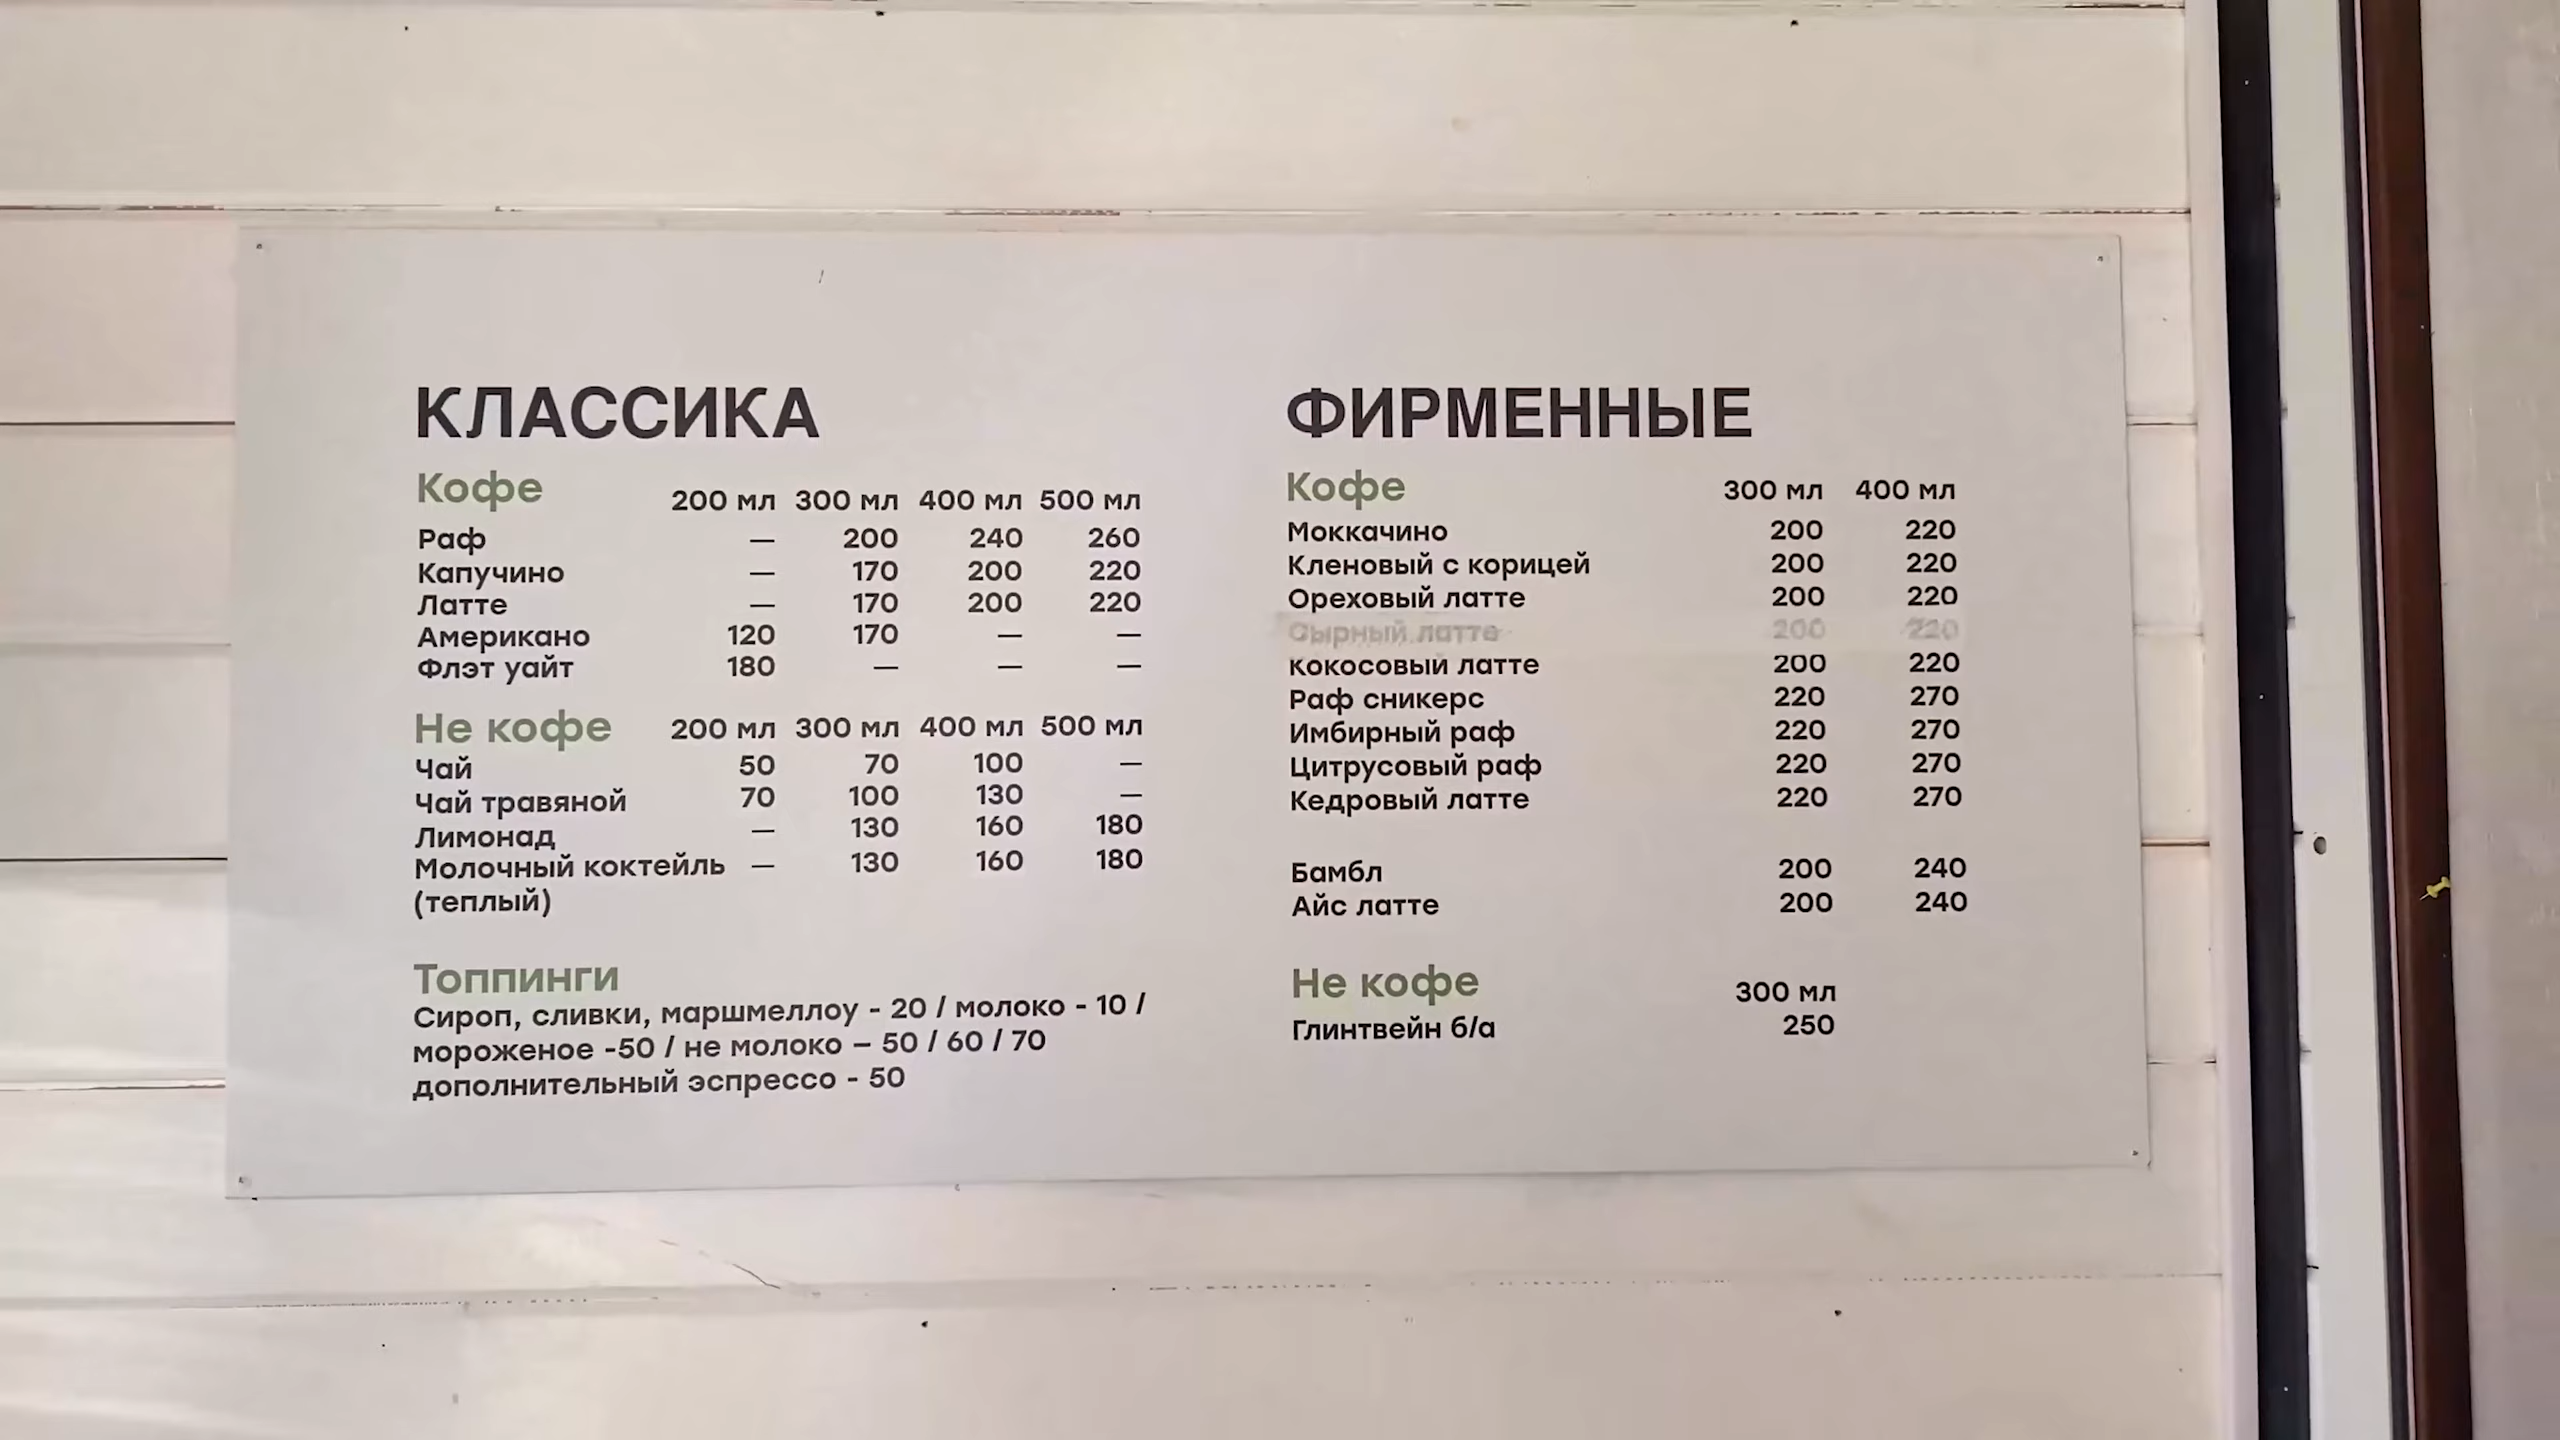 КЛАССИКА
Кофе 200 мл 300 мл 400 мл 500 мл
Раф — 200 240 260
Капучино — 170 200 220
Латте — 170 200 220
Американо 120 170 — —
Флэт уайт 180 — — —
Не кофе 200 мл 300 мл 400 мл 500 мл
Чай 50 70 100 —
Чай травяной 70 100 130 —
Лимонад — 130 160 180
Молочный коктейль — 130 160 180
(теплый)
Топпинги
Сироп, сливки, маршмеллоу - 20 / молоко - 10 /
мороженое -50 / не молоко – 50 / 60 / 70
дополнительный эспрессо - 50
ФИРМЕННЫЕ
Кофе 300 мл 400 мл
Моккачино 200 220
Кленовый с корицей 200 220
Ореховый латте 200 220
Сырный латте 200 220
Кокосовый латте 200 220
Раф сникерс 220 270
Имбирный раф 220 270
Цитрусовый раф 220 270
Кедровый латте 220 270
Бамбл 200 240
Айс латте 200 240
Не кофе 300 мл
Глинтвейн б/а 250